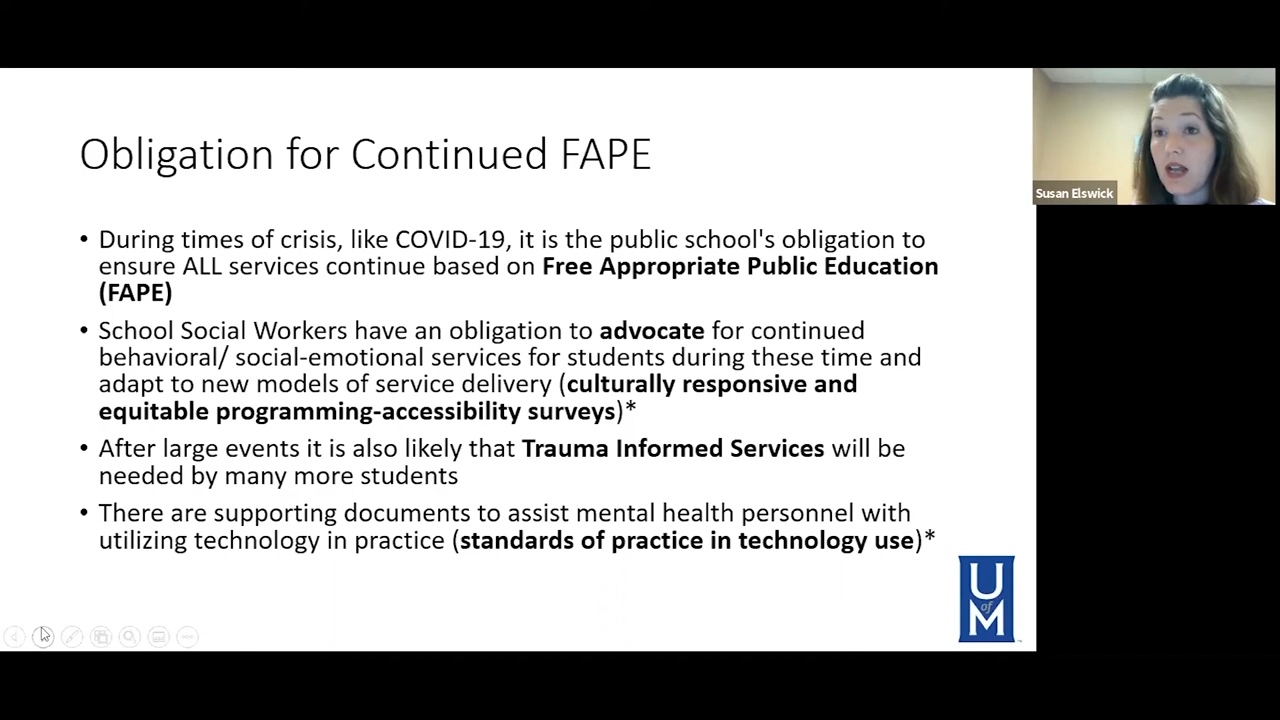 Obligation for Continued FAPE
• During times of crisis, like COVID-19, it is the public school's obligation to
ensure ALL services continue based on Free Appropriate Public Education
(FAPE)
• School Social Workers have an obligation to advocate for continued
behavioral/ social-emotional services for students during these time and
adapt to new models of service delivery (culturally responsive and
equitable programming-accessibility surveys)*
• After large events it is also likely that Trauma Informed Services will be
needed by many more students
• There are supporting documents to assist mental health personnel with
utilizing technology in practice (standards of practice in technology use)*
Susan Elswick
U
of
M